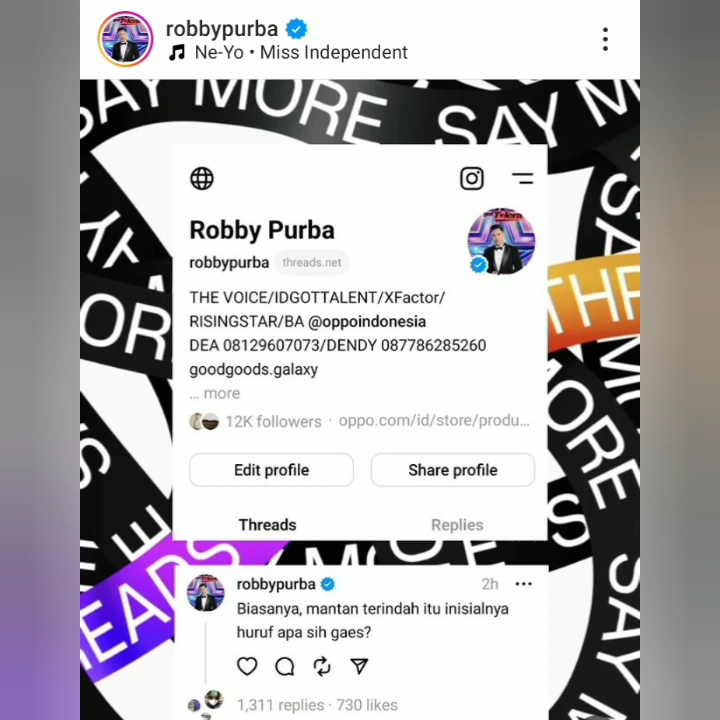 robbypurba
Ne-Yo • Miss Independent
SAY MORE SAY M
Robby Purba
robbypurba threads.net
THE VOICE/IDGOTTALENT/XFactor/
RISINGSTAR/BA @oppoindonesia
DEA 08129607073/DENDY 087786285260
goodgoods.galaxy
... more
12K followers · oppo.com/id/store/produ...
Edit profile Share profile
Threads Replies
robbypurba 2h
Biasanya, mantan terindah itu inisialnya
huruf apa sih gaes?
1,311 replies · 730 likes
SAY M